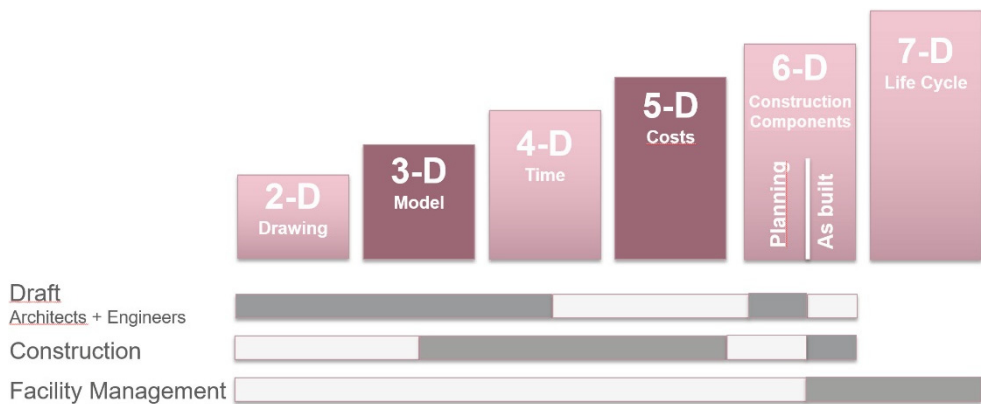 2-D
Drawing
3-D
Model
4-D
Time
5-D
Costs
6-D
Construction
Components
Planning
As built
7-D
Life Cycle
Draft
Architects + Engineers
Construction
Facility Management